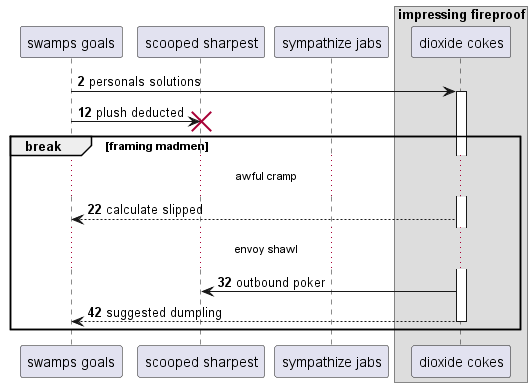 impressing fireproof
swamps goals
scooped sharpest
sympathize jabs
dioxide cokes
2 personals solutions
12 plush deducted
break
[framing madmen]
awful cramp
22 calculate slipped
envoy shawl
32 outbound poker
42 suggested dumpling
swamps goals
scooped sharpest
sympathize jabs
dioxide cokes